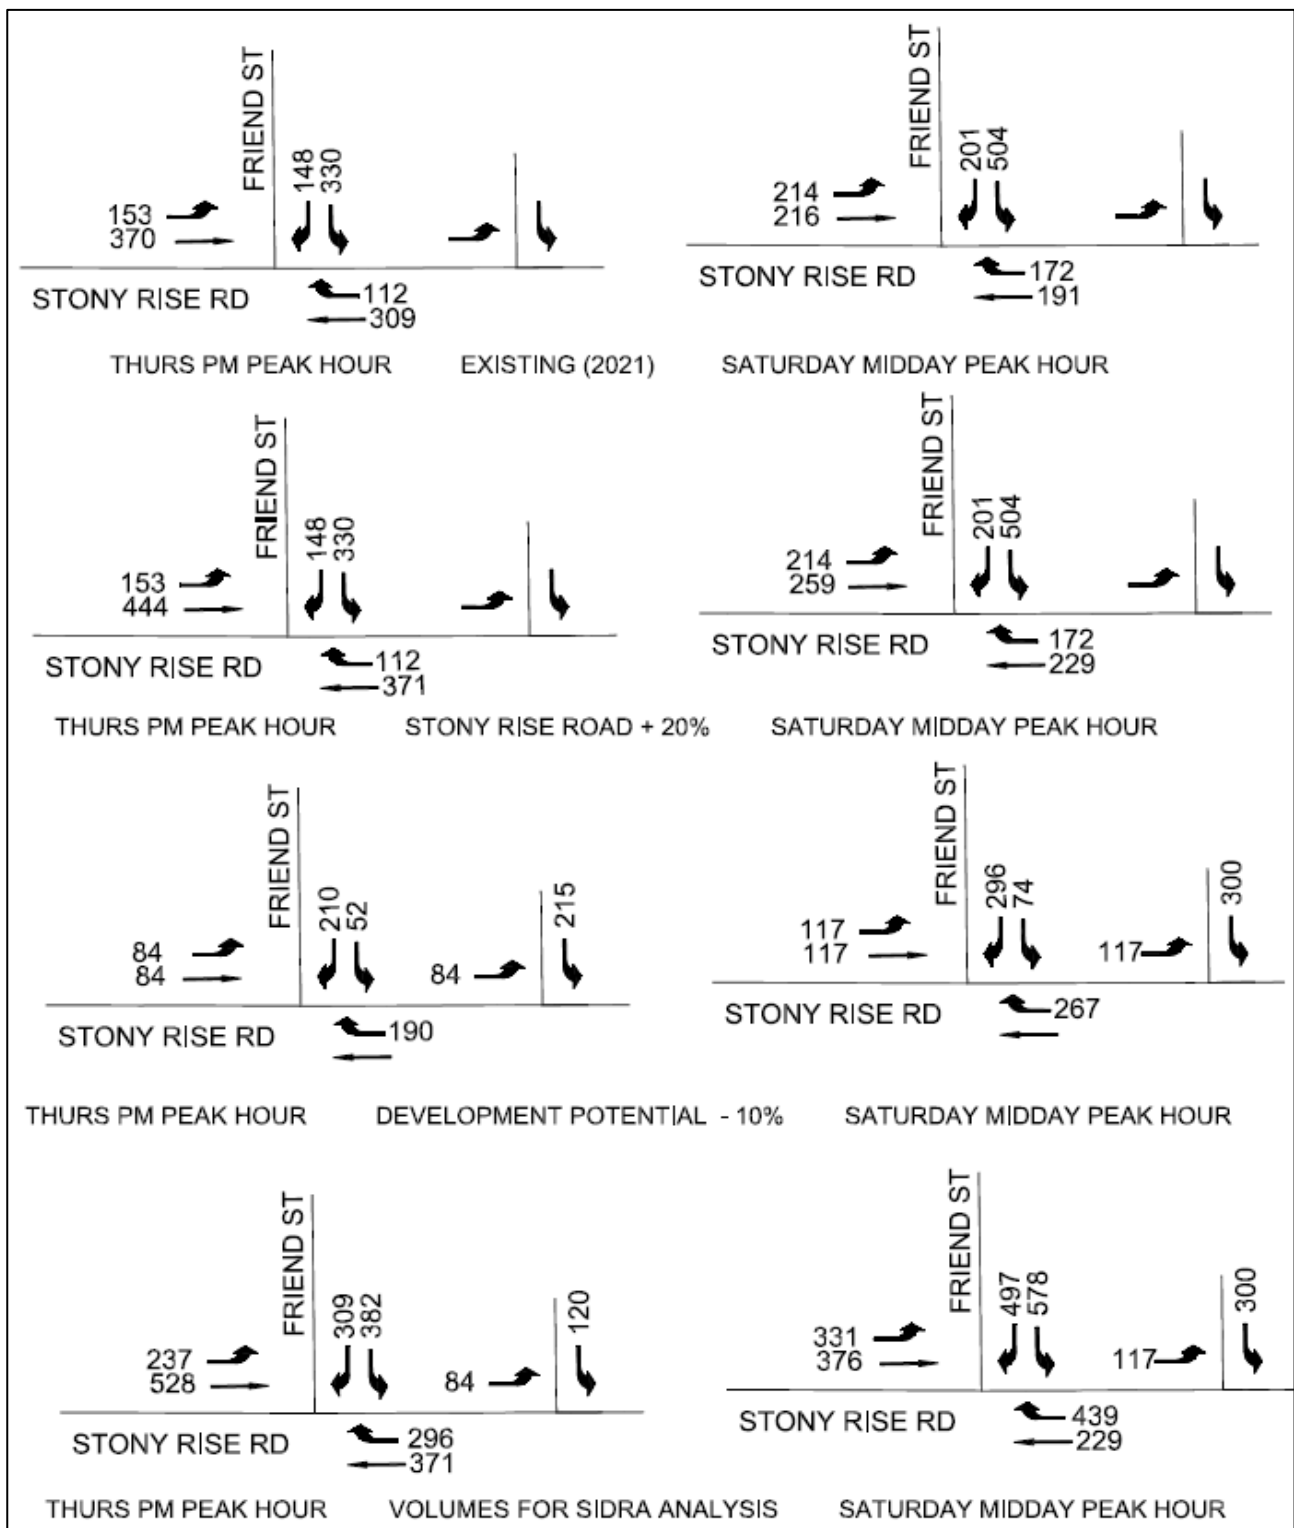 FRIEND ST
148
330
153
370
STONY RISE RD
112
309
FRIEND ST
201
504
214
216
STONY RISE RD
172
191
THURS PM PEAK HOUR EXISTING (2021) SATURDAY MIDDAY PEAK HOUR
FRIEND ST
148
330
153
444
STONY RISE RD
112
371
FRIEND ST
201
504
214
259
STONY RISE RD
172
229
THURS PM PEAK HOUR STONY RISE ROAD + 20% SATURDAY MIDDAY PEAK HOUR
FRIEND ST
210
52
84
84
84
215
STONY RISE RD
190
FRIEND ST
296
74
117
117
117
300
STONY RISE RD
267
THURS PM PEAK HOUR DEVELOPMENT POTENTIAL - 10% SATURDAY MIDDAY PEAK HOUR
FRIEND ST
309
382
237
528
84
120
STONY RISE RD
296
371
FRIEND ST
497
578
331
376
117
300
STONY RISE RD
439
229
THURS PM PEAK HOUR VOLUMES FOR SIDRA ANALYSIS SATURDAY MIDDAY PEAK HOUR